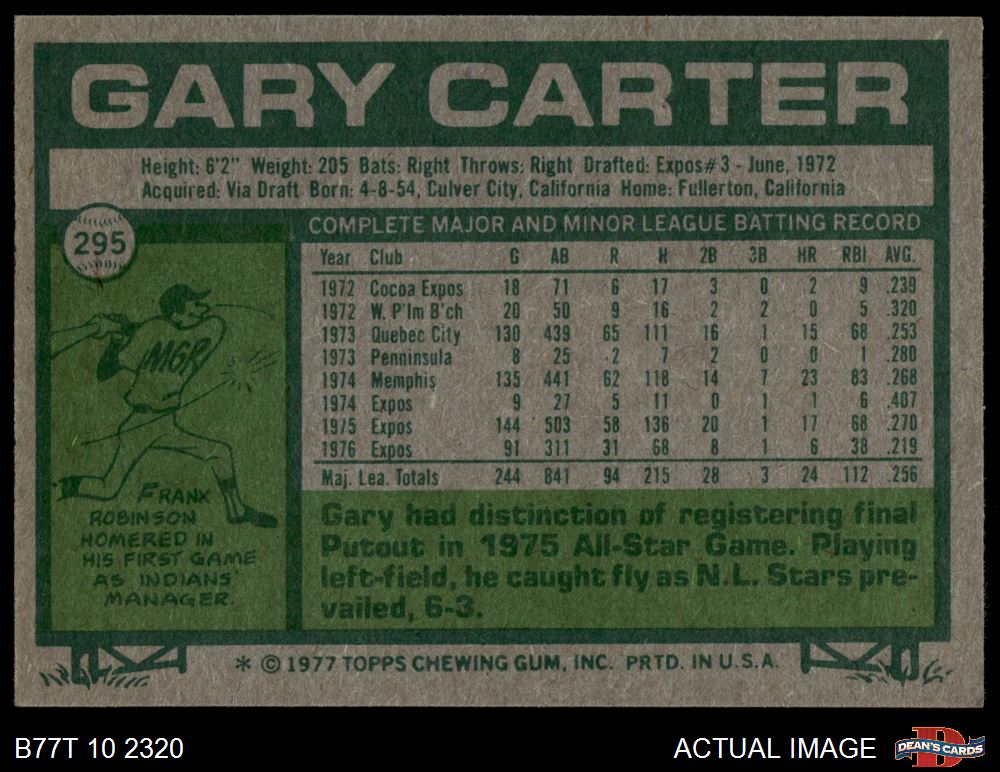 GARY CARTER
Height: 6'2" Weight: 205 Bats: Right Throws: Right Drafted: Expos #3 - June, 1972
Acquired: Via Draft Born: 4-8-54, Culver City, California Home: Fullerton, California
295
COMPLETE MAJOR AND MINOR LEAGUE BATTING RECORD
Year Club G AB R H 2B 3B HR RBI AVG.
1972 Cocoa Expos 18 71 6 17 3 0 2 9 .239
1972 W. P'lm B'ch 20 50 9 16 2 2 0 5 .320
1973 Quebec City 130 439 65 111 16 1 15 68 .253
1973 Penninsula 8 25 2 7 2 0 0 1 .280
1974 Memphis 135 441 62 118 14 7 23 83 .268
1974 Expos 9 27 5 11 0 1 1 6 .407
1975 Expos 144 503 58 136 20 1 17 68 .270
1976 Expos 91 311 31 68 8 1 6 38 .219
Maj. Lea. Totals 244 841 94 215 28 3 24 112 .256
MGR
FRANK
ROBINSON
HOMERED IN
HIS FIRST GAME
AS INDIANS'
MANAGER.
Gary had distinction of registering final
Putout in 1975 All-Star Game. Playing
left-field, he caught fly as N.L. Stars pre-
vailed, 6-3.
* © 1977 TOPPS CHEWING GUM, INC. PRTD. IN U.S.A.
B77T 10 2320
ACTUAL IMAGE
D
DEAN'S CARDS